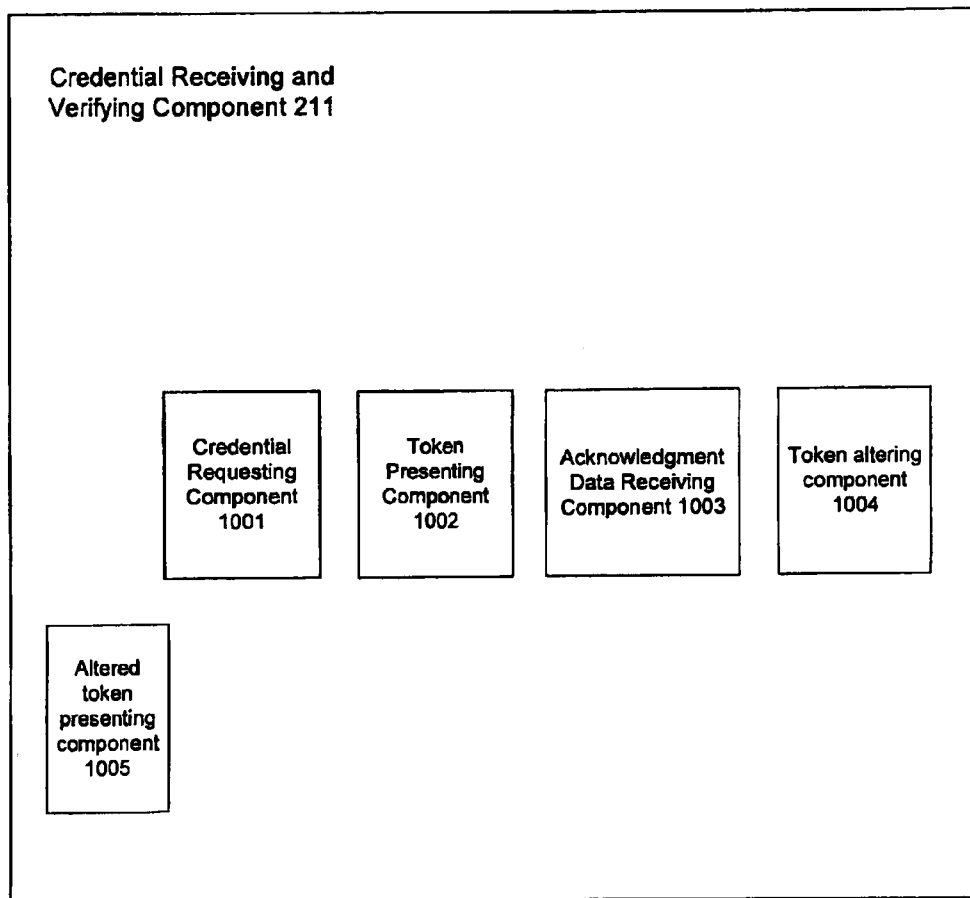 Credential Receiving and
Verifying Component 211
Credential
Requesting
Component
1001
Token
Presenting
Component
1002
Acknowledgment
Data Receiving
Component 1003
Token altering
component
1004
Altered
token
presenting
component
1005